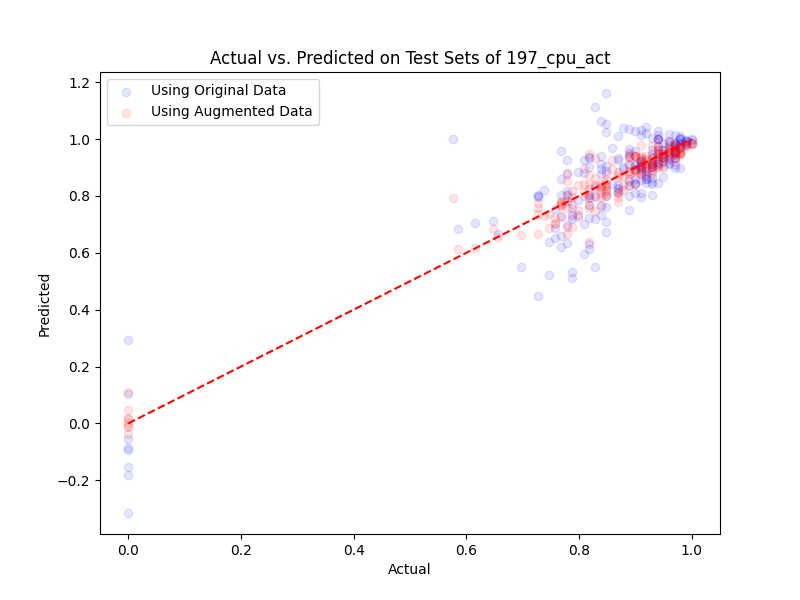 Actual vs. Predicted on Test Sets of 197_cpu_act
Using Original Data
Using Augmented Data
Predicted
1.2
1.0
0.8
0.6
0.4
0.2
0.0
−0.2
0.0 0.2 0.4 0.6 0.8 1.0
Actual